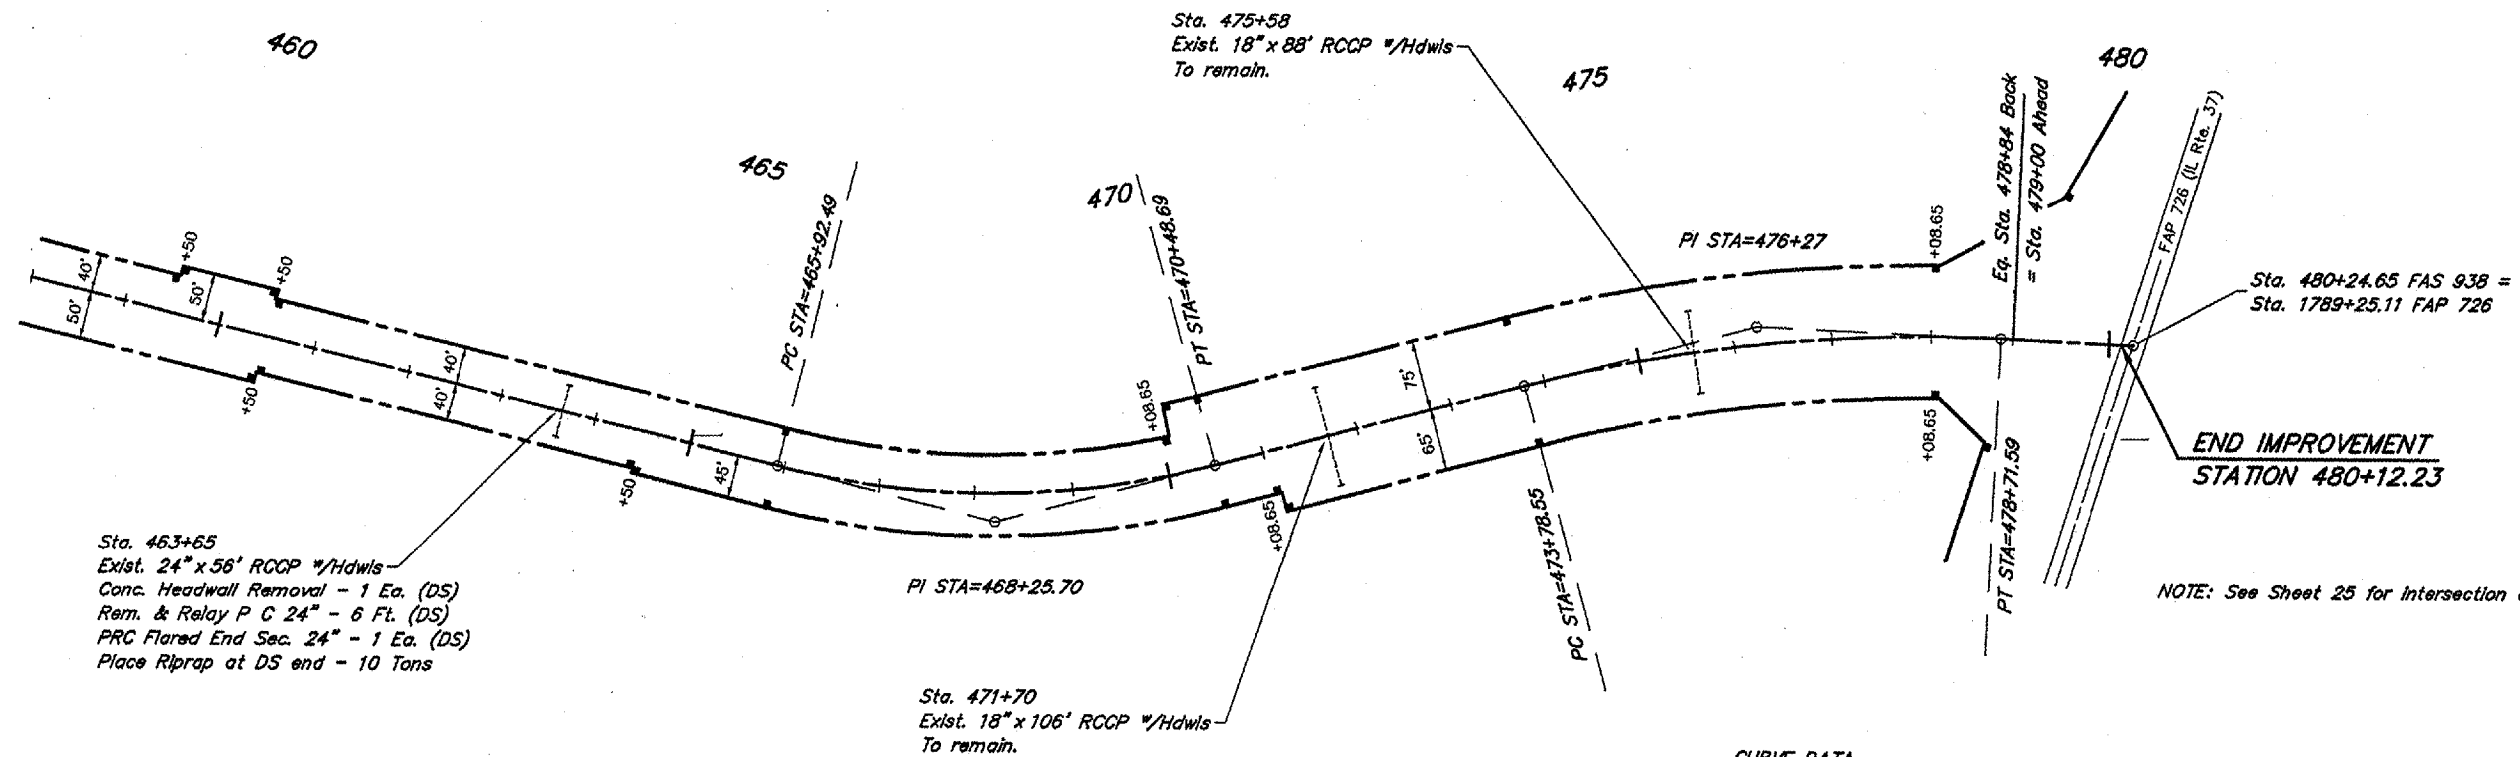 460
465
470
475
480
Sta. 475+58
Exist. 18" x 88' RCCP w/Hdwls
To remain.
Eq. Sta. 478+84 Back
= Sta. 479+00 Ahead
FAP 726 (IL Rte. 37)
Sta. 480+24.65 FAS 938 =
Sta. 1789+25.11 FAP 726
END IMPROVEMENT
STATION 480+12.23
NOTE: See Sheet 25 for Intersection
PI STA=476+27
+08.65
+08.65
PT STA=478+71.59
PC STA=465+92.49
PT STA=470+48.69
+08.65
+08.65
PC STA=473+78.55
75'
65'
+50
+50
40'
50'
50'
+50
40'
40'
+50
45'
PI STA=468+25.70
Sta. 463+65
Exist. 24" x 56' RCCP w/Hdwls
Conc. Headwall Removal - 1 Ea. (DS)
Rem. & Relay P C 24" - 6 Ft. (DS)
PRC Flared End Sec. 24" - 1 Ea. (DS)
Place Riprap at DS end - 10 Tons
Sta. 471+70
Exist. 18" x 106' RCCP w/Hdwls
To remain.
CURVE DATA